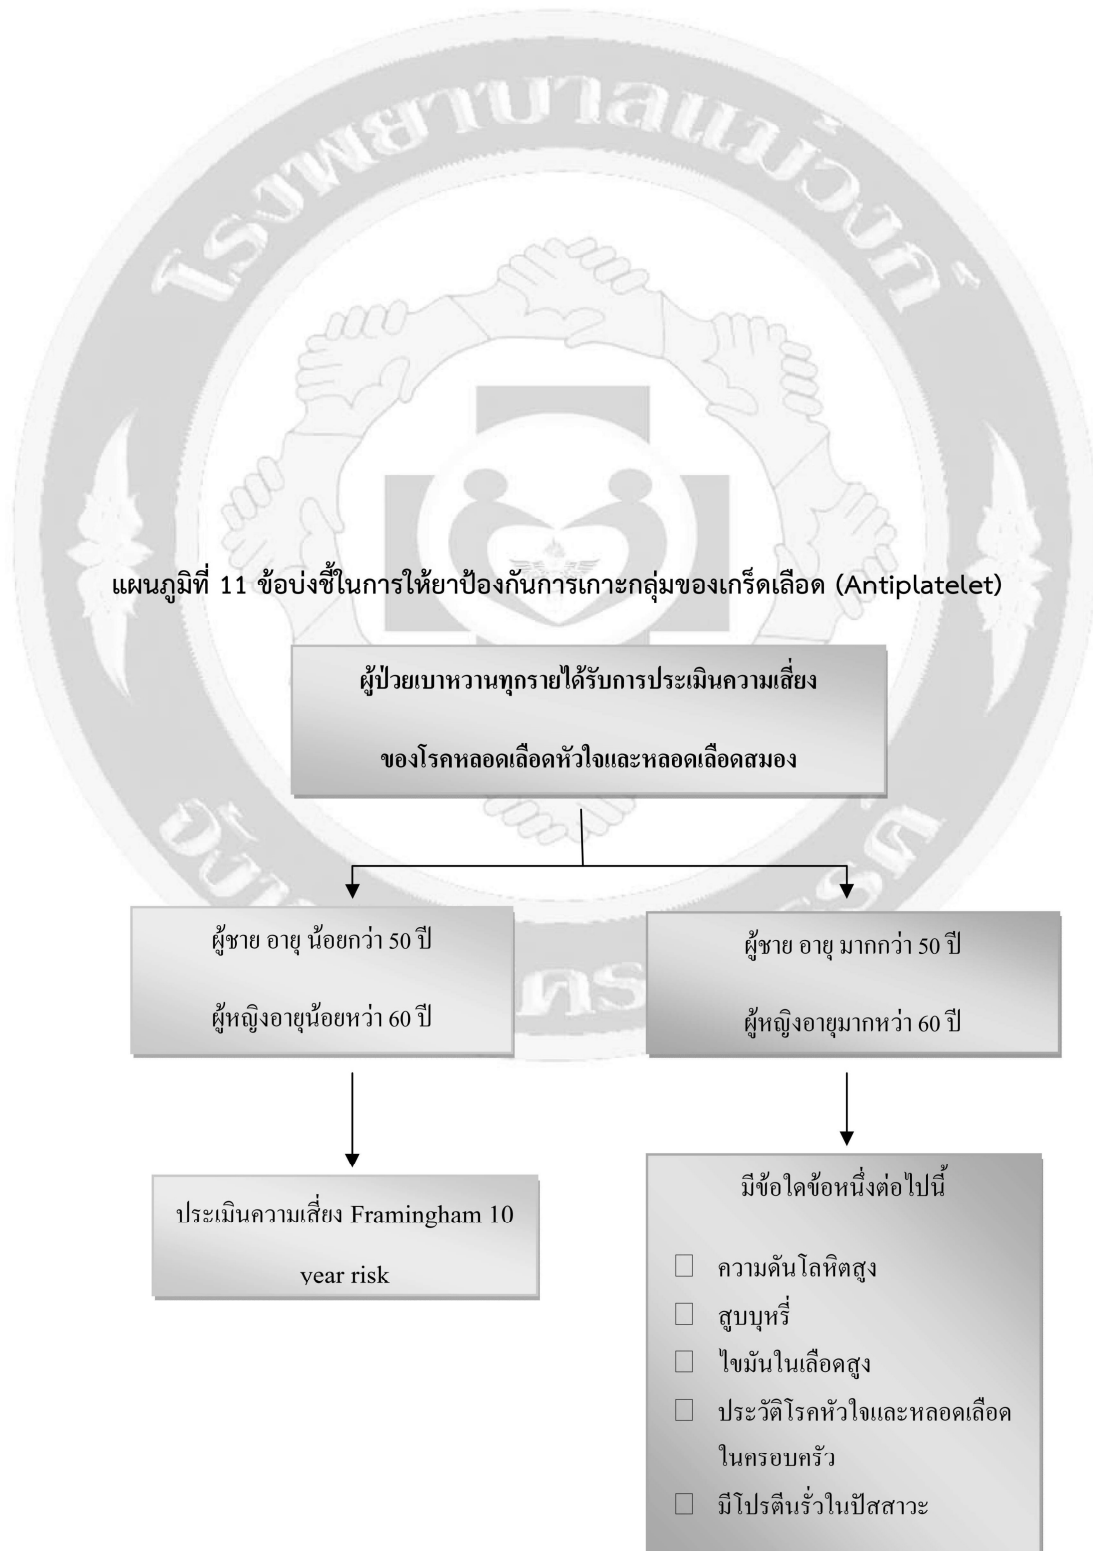 โรงพยาบาลแม่วงก์
แผนภูมิที่ 11 ข้อบ่งชี้ในการให้ยาป้องกันการเกาะกลุ่มของเกร็ดเลือด (Antiplatelet)
ผู้ป่วยเบาหวานทุกรายได้รับการประเมินความเสี่ยง
ของโรคหลอดเลือดหัวใจและหลอดเลือดสมอง
ผู้ชาย อายุ น้อยกว่า 50 ปี
ผู้หญิงอายุน้อยหว่า 60 ปี
ผู้ชาย อายุ มากกว่า 50 ปี
ผู้หญิงอายุมากหว่า 60 ปี
ประเมินความเสี่ยง Framingham 10
year risk
มีข้อใดข้อหนึ่งต่อไปนี้
ความดันโลหิตสูง
สูบบุหรี่
ไขมันในเลือดสูง
ประวัติโรคหัวใจและหลอดเลือด
ในครอบครัว
มีโปรตีนรั่วในปัสสาวะ